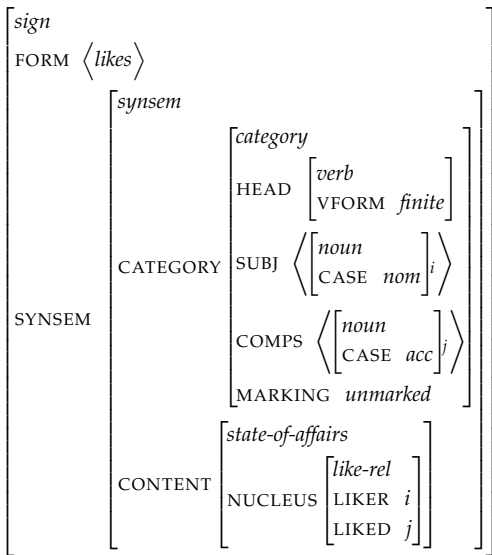 sign
FORM ⟨likes⟩
synsem
category
HEAD verb
VFORM finite
CATEGORY SUBJ ⟨noun
CASE nom i⟩
SYNSEM COMPS ⟨noun
CASE acc j⟩
MARKING unmarked
state-of-affairs
CONTENT NUCLEUS like-rel
LIKER i
LIKED j